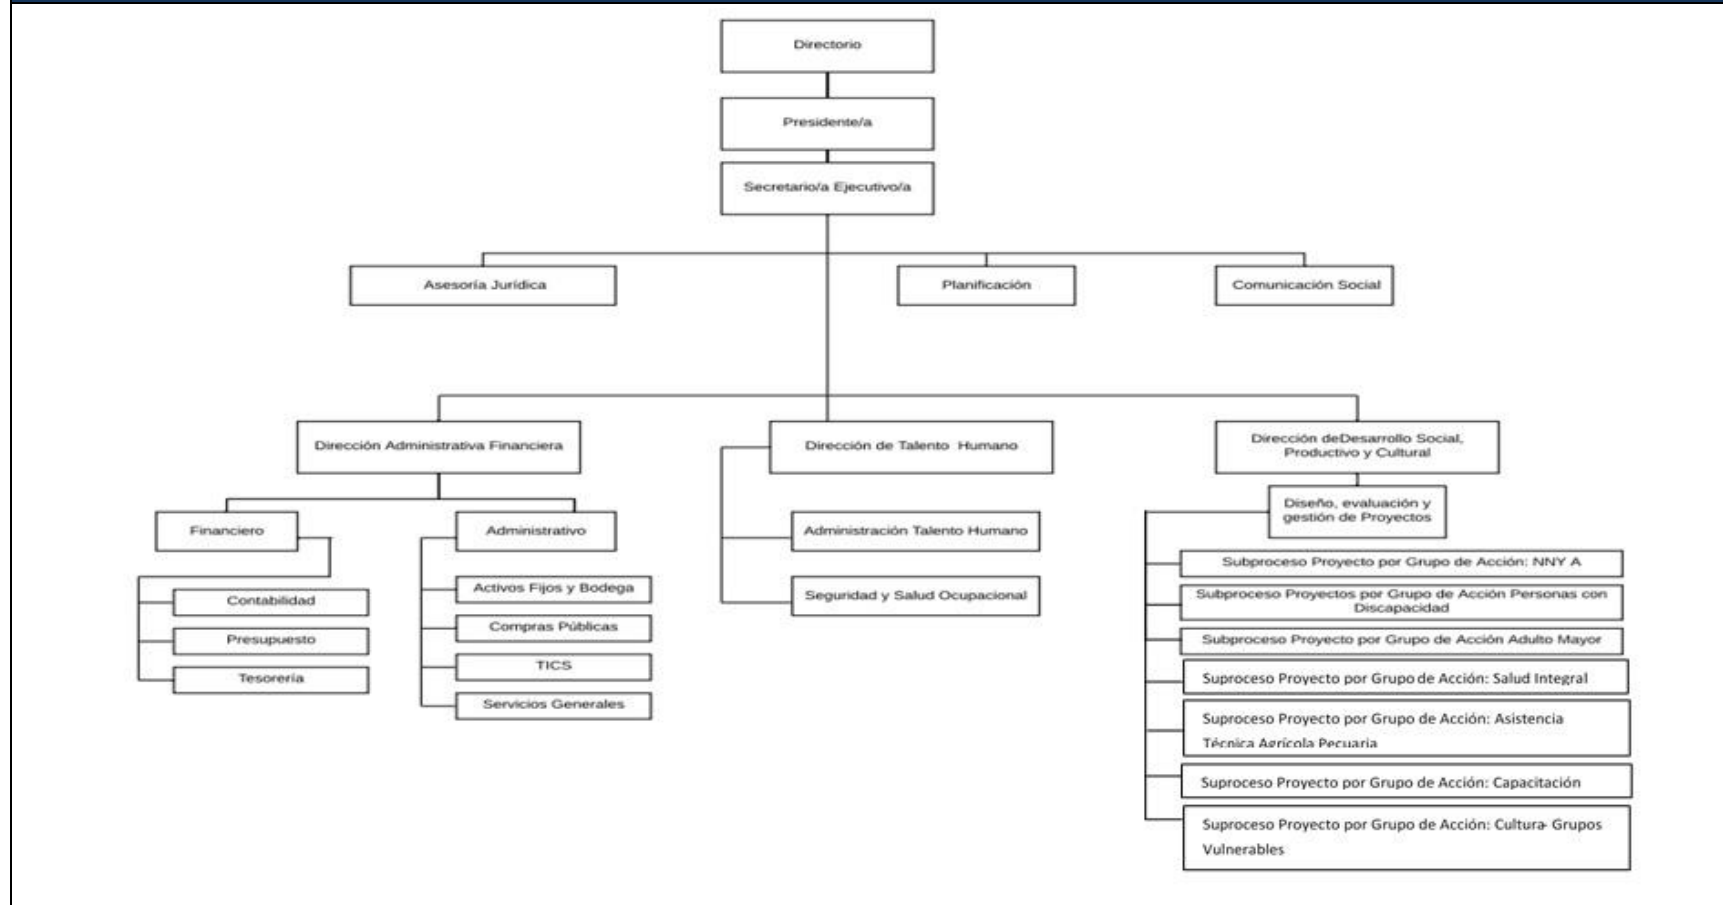 Directorio
Presidente/a
Secretario/a Ejecutivo/a
Asesoría Jurídica
Planificación
Comunicación Social
Dirección Administrativa Financiera
Dirección de Talento Humano
Dirección deDesarrollo Social,
Productivo y Cultural
Financiero
Administrativo
Contabilidad
Presupuesto
Tesorería
Activos Fijos y Bodega
Compras Públicas
TICS
Servicios Generales
Administración Talento Humano
Seguridad y Salud Ocupacional
Diseño, evaluación y
gestión de Proyectos
Subproceso Proyecto por Grupo de Acción: NNY A
Subproceso Proyectos por Grupo de Acción Personas con
Discapacidad
Subproceso Proyecto por Grupo de Acción Adulto Mayor
Suproceso Proyecto por Grupo de Acción: Salud Integral
Suproceso Proyecto por Grupo de Acción: Asistencia
Técnica Agrícola Pecuaria
Suproceso Proyecto por Grupo de Acción: Capacitación
Suproceso Proyecto por Grupo de Acción: Cultura- Grupos
Vulnerables